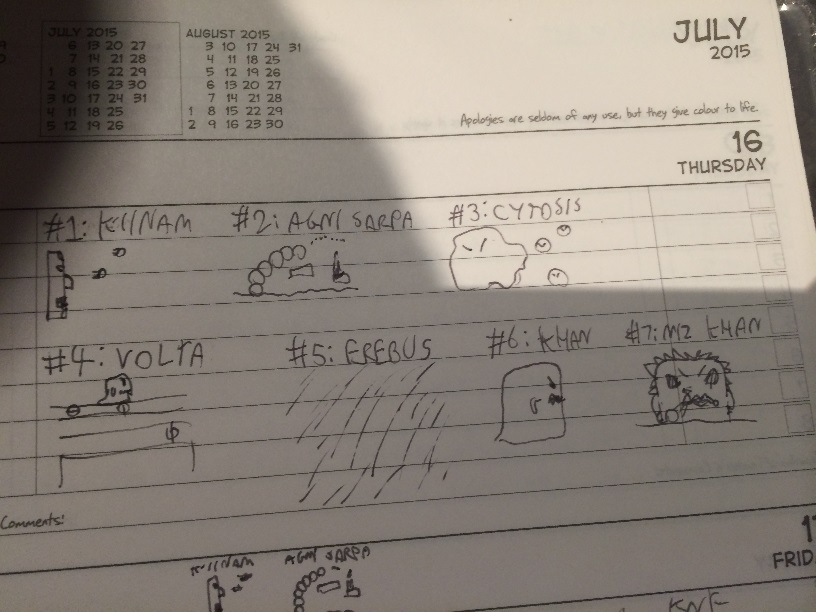 JULY 2015
6 13 20 27
7 14 21 28
1 8 15 22 29
2 9 16 23 30
3 10 17 24 31
4 11 18 25
5 12 19 26
AUGUST 2015
3 10 17 24 31
4 11 18 25
5 12 19 26
6 13 20 27
7 14 21 28
1 8 15 22 29
2 9 16 23 30
JULY
2015
Apologies are seldom of any use, but they give colour to life.
16
THURSDAY
#1: KIINAM #2: AGNI SARPA #3: CYTOSIS
#4: VOLTA #5: EREBUS #6: KHAN #7: M2 KHAN
Comments:
KIINAM AGNI SARPA
FRID